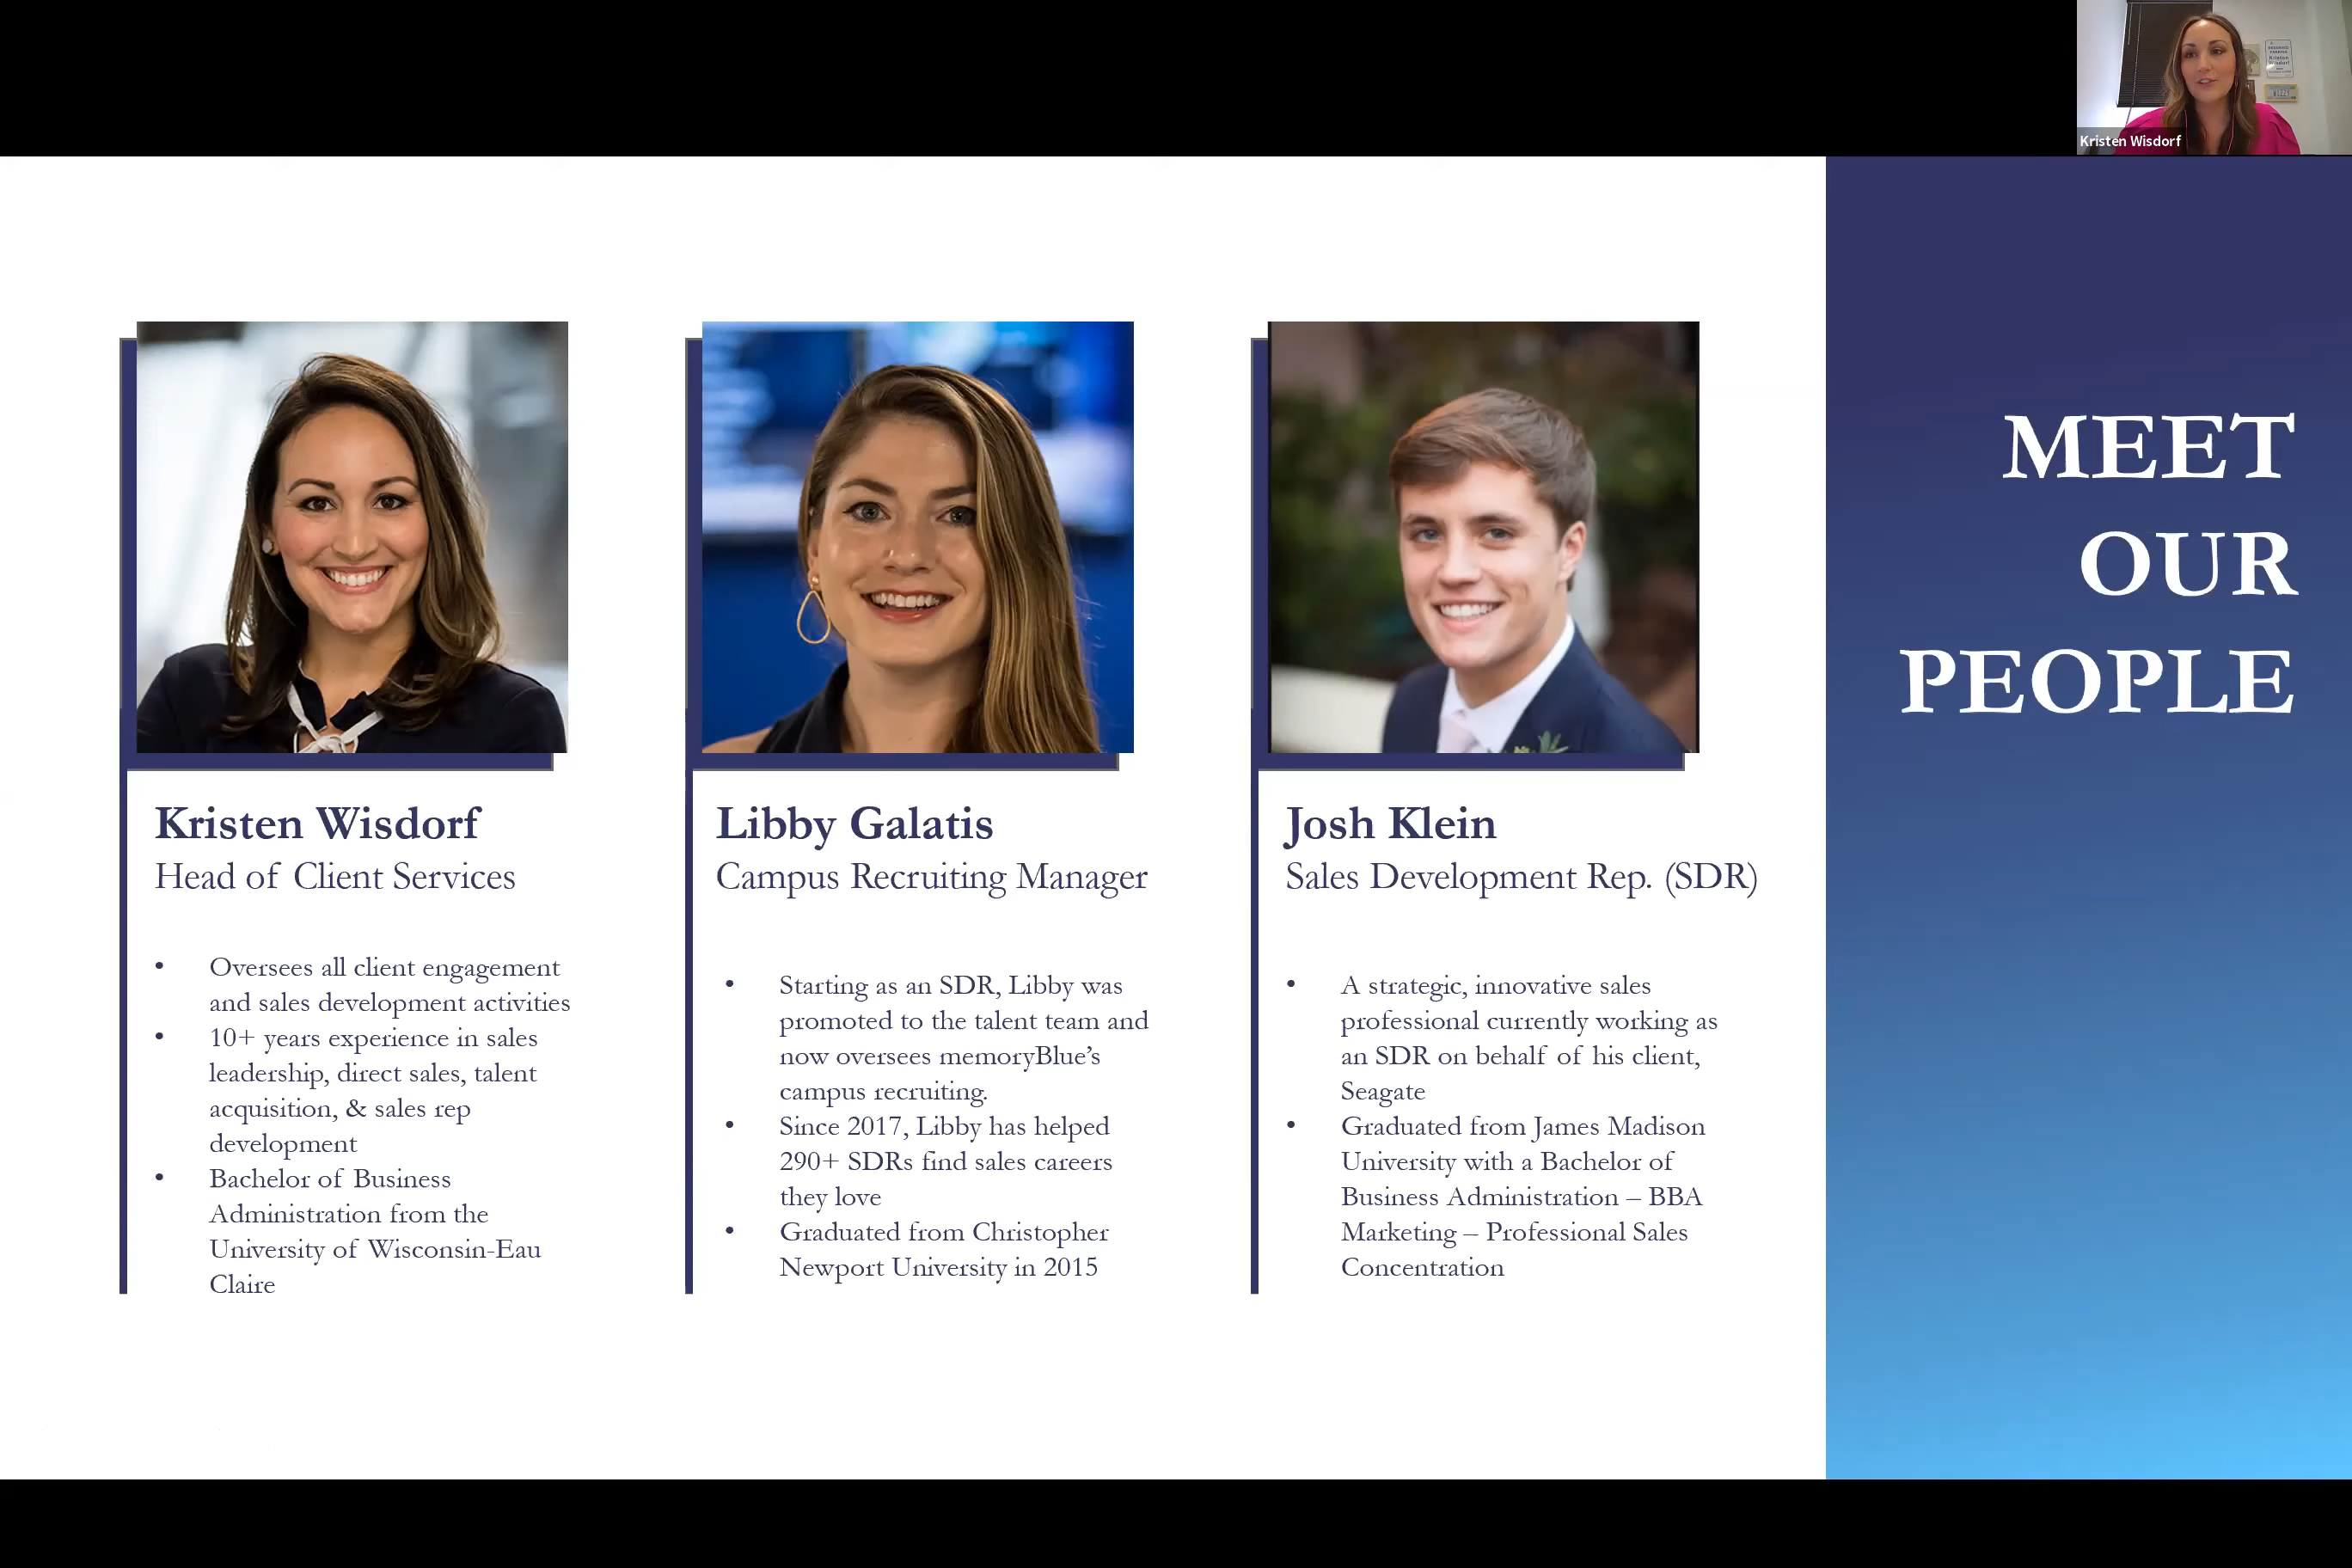 Kristen Wisdorf
MEET
OUR
PEOPLE
Kristen Wisdorf
Head of Client Services
• Oversees all client engagement
and sales development activities
• 10+ years experience in sales
leadership, direct sales, talent
acquisition, & sales rep
development
• Bachelor of Business
Administration from the
University of Wisconsin-Eau
Claire
Libby Galatis
Campus Recruiting Manager
• Starting as an SDR, Libby was
promoted to the talent team and
now oversees memoryBlue’s
campus recruiting.
• Since 2017, Libby has helped
290+ SDRs find sales careers
they love
• Graduated from Christopher
Newport University in 2015
Josh Klein
Sales Development Rep. (SDR)
• A strategic, innovative sales
professional currently working as
an SDR on behalf of his client,
Seagate
• Graduated from James Madison
University with a Bachelor of
Business Administration – BBA
Marketing – Professional Sales
Concentration